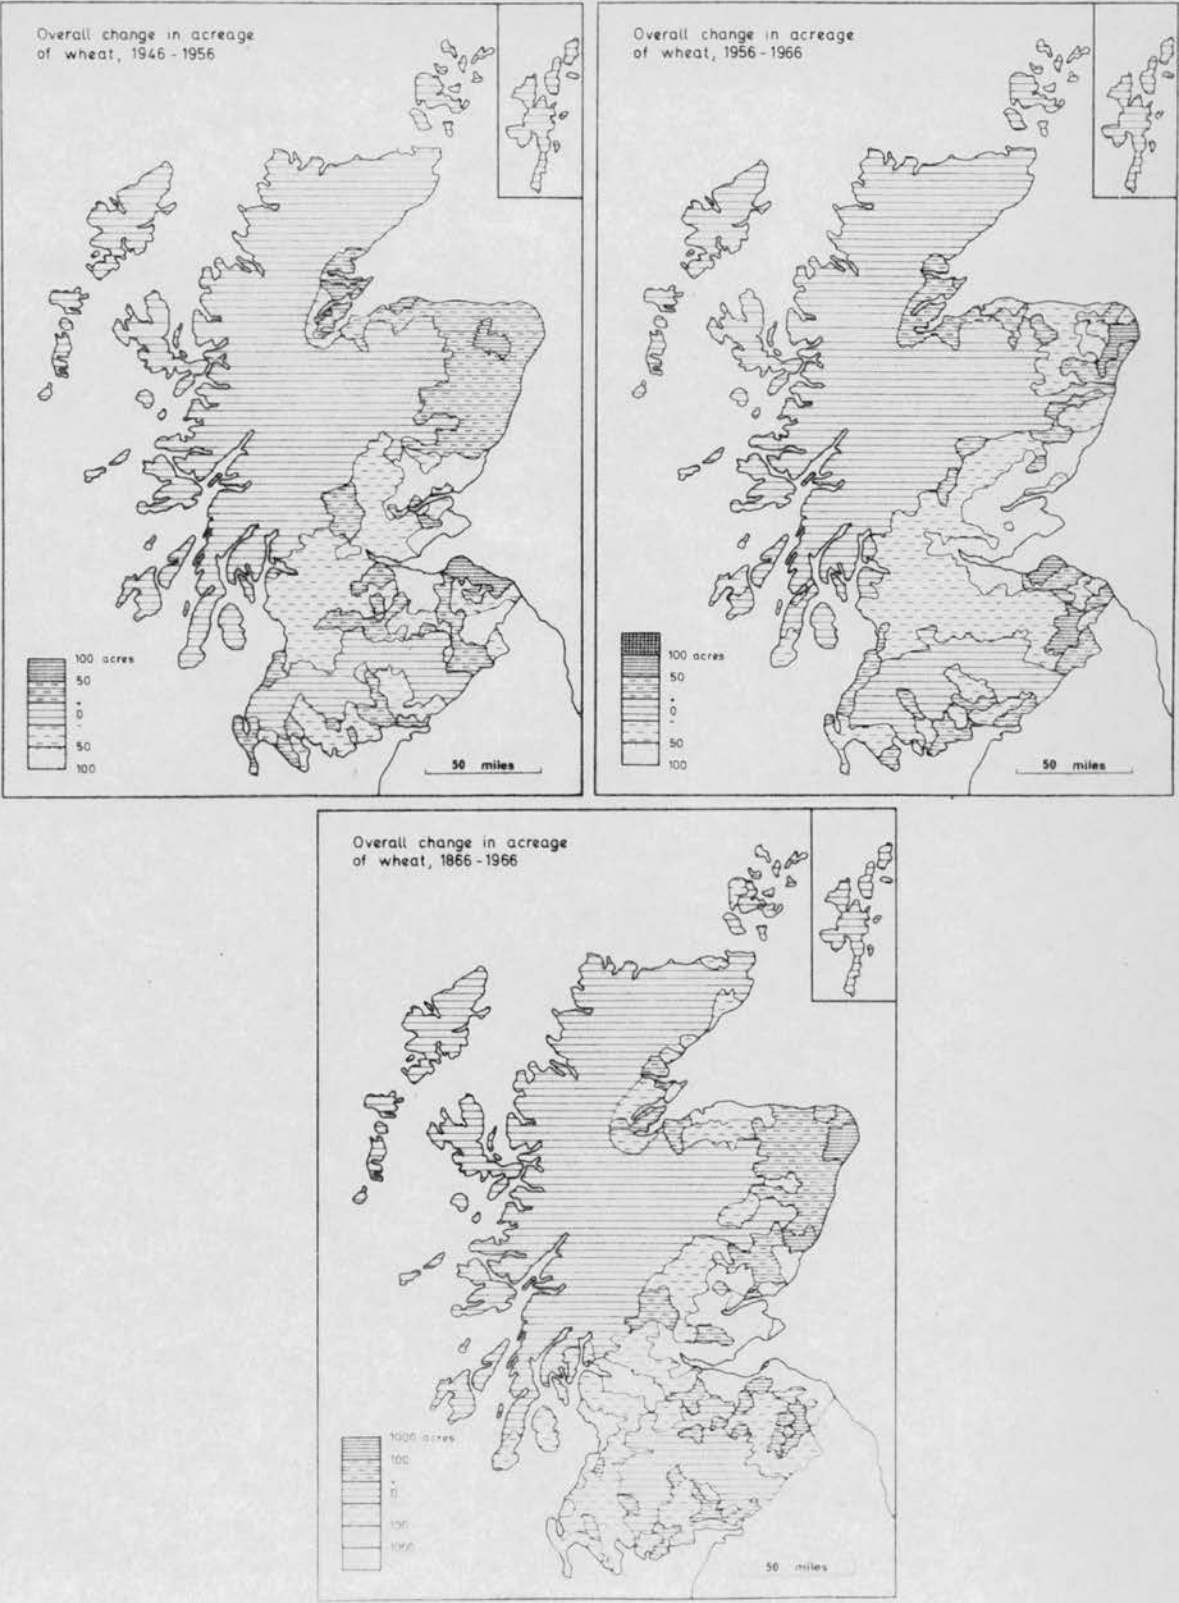 Overall change in acreage
of wheat, 1946 - 1956
100 acres
50
+
0
-
50
100
50 miles
Overall change in acreage
of wheat, 1956 - 1966
100 acres
50
+
0
-
50
100
50 miles
Overall change in acreage
of wheat, 1866 - 1966
1000 acres
100
+
0
100
1000
50 miles